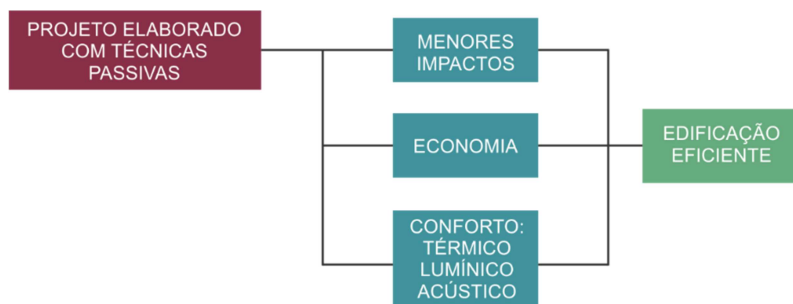 PROJETO ELABORADO
COM TÉCNICAS
PASSIVAS
MENORES
IMPACTOS
ECONOMIA
CONFORTO:
TÉRMICO
LUMÍNICO
ACÚSTICO
EDIFICAÇÃO
EFICIENTE